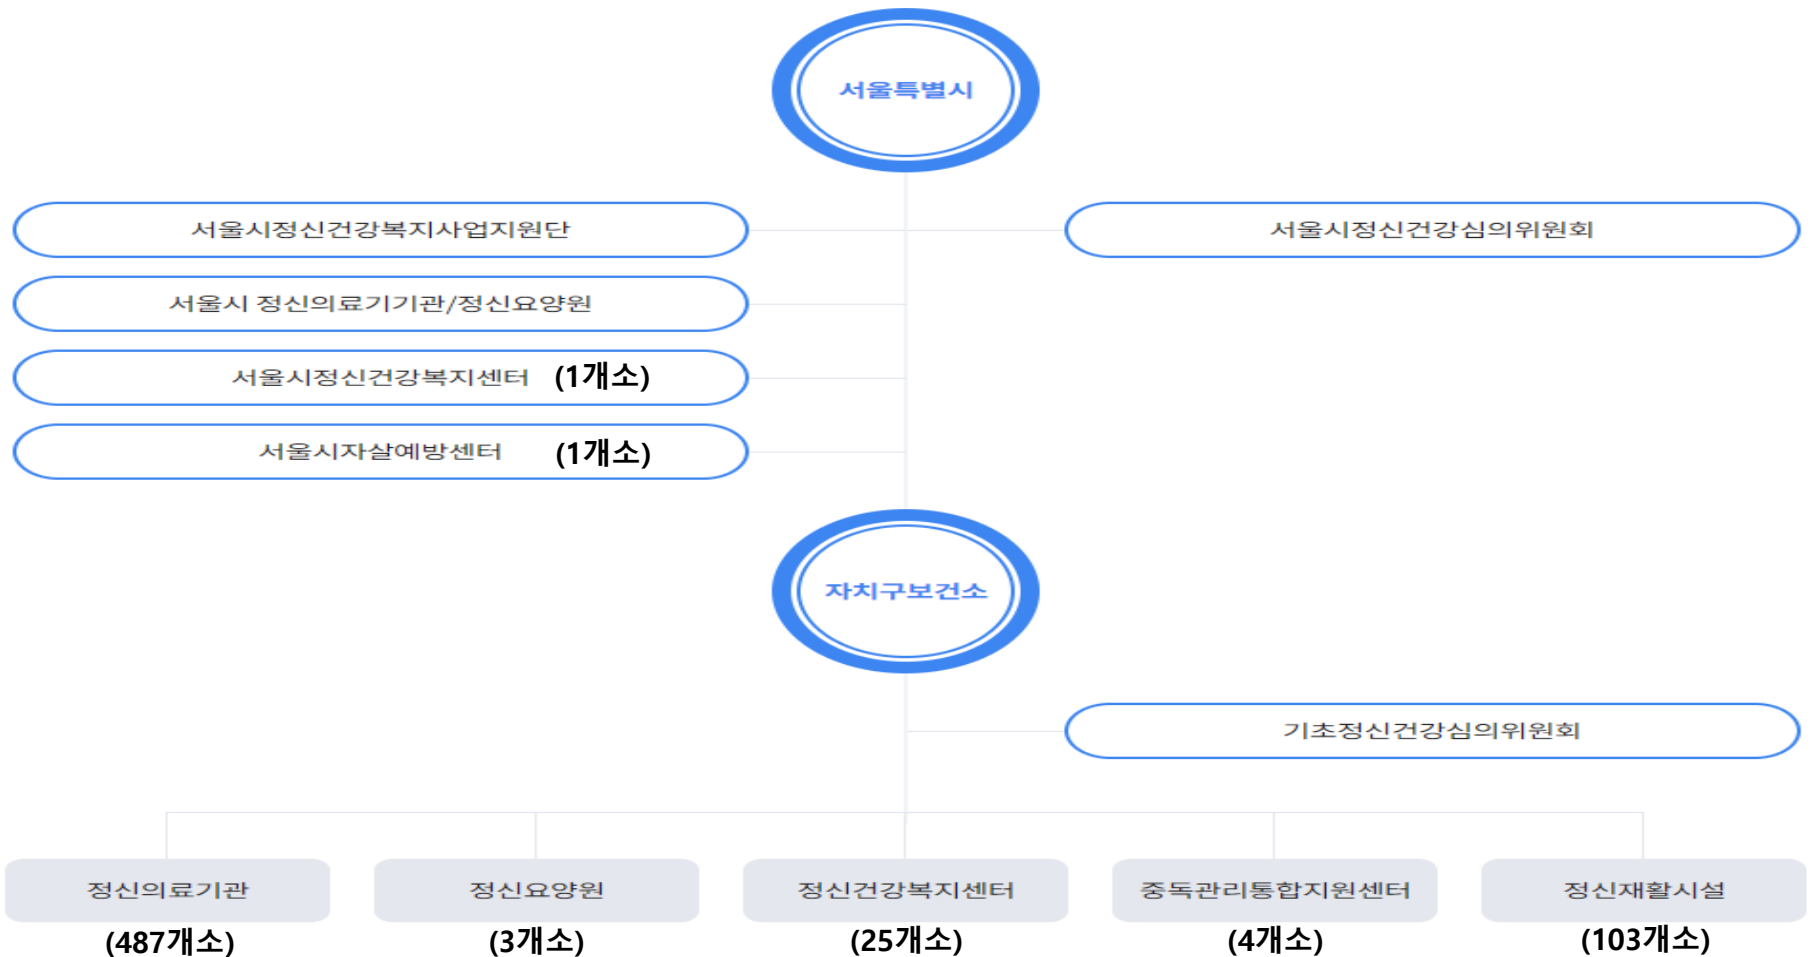 서울특별시
서울시정신건강복지사업지원단
서울시정신건강심의위원회
서울시 정신의료기기관/정신요양원
서울시정신건강복지센터 (1개소)
서울시자살예방센터 (1개소)
자치구보건소
기초정신건강심의위원회
정신의료기관 정신요양원 정신건강복지센터 중독관리통합지원센터 정신재활시설
(487개소) (3개소) (25개소) (4개소) (103개소)